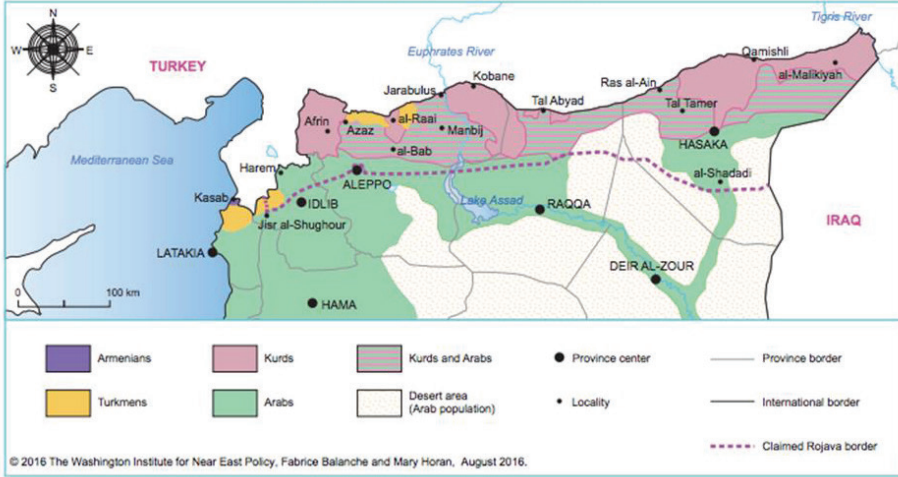 N
W E
S
TURKEY
Mediterranean Sea
Euphrates River
Tigris River
Kobane
Jarabulus
Qamishli
al-Malikiyah
Ras al-Ain
Tal Abyad
Tal Tamer
Afrin
Azaz
al-Raai
Manbij
al-Bab
HASAKA
Harem
ALEPPO
al-Shadadi
Kasab
IDLIB
Lake Assad
RAQQA
IRAQ
Jisr al-Shughour
LATAKIA
DEIR AL-ZOUR
0 100 km
HAMA
Armenians
Kurds
Kurds and Arabs
Province center
Province border
Turkmens
Arabs
Desert area
(Arab population)
Locality
International border
Claimed Rojava border
© 2016 The Washington Institute for Near East Policy, Fabrice Balanche and Mary Horan, August 2016.